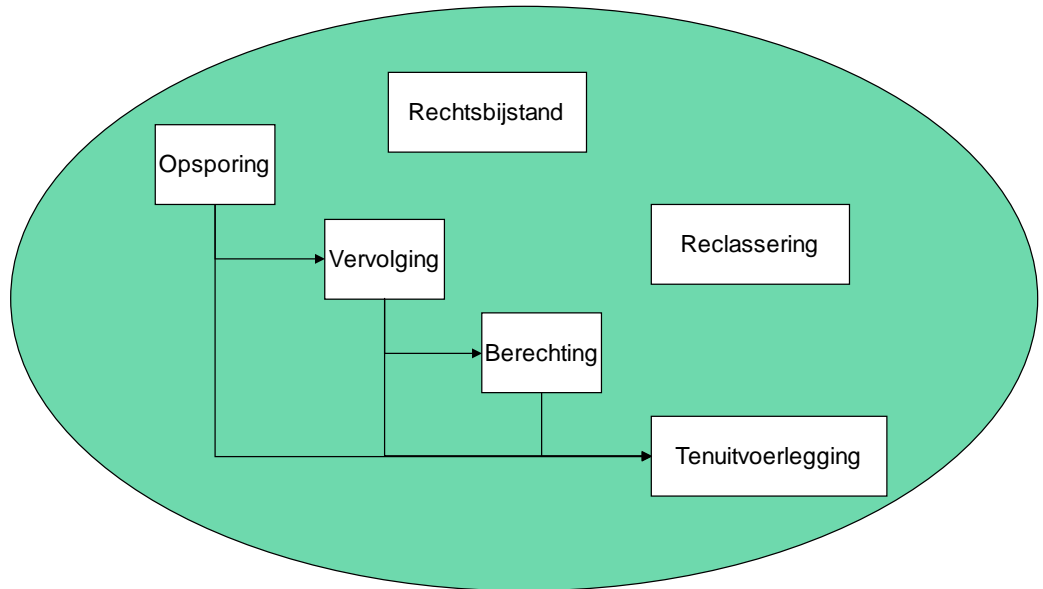 Rechtsbijstand
Opsporing
Reclassering
Vervolging
Berechting
Tenuitvoerlegging